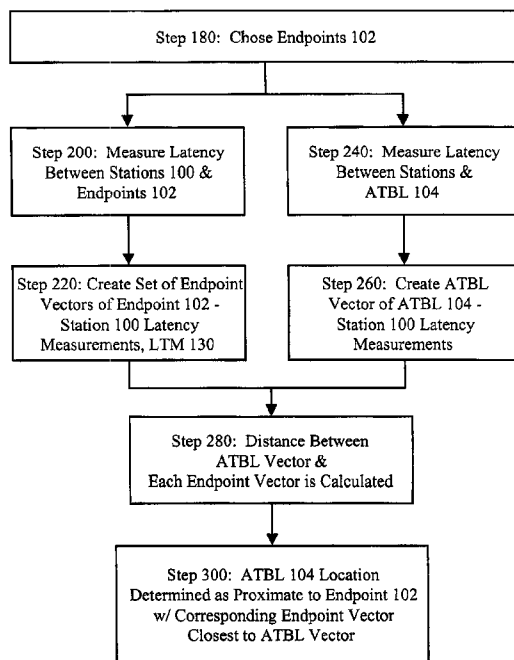 Step 180: Chose Endpoints 102
Step 200: Measure Latency
Between Stations 100 &
Endpoints 102
Step 240: Measure Latency
Between Stations &
ATBL 104
Step 220: Create Set of Endpoint
Vectors of Endpoint 102 -
Station 100 Latency
Measurements, LTM 130
Step 260: Create ATBL
Vector of ATBL 104 -
Station 100 Latency
Measurements
Step 280: Distance Between
ATBL Vector &
Each Endpoint Vector is Calculated
Step 300: ATBL 104 Location
Determined as Proximate to Endpoint 102
w/ Corresponding Endpoint Vector
Closest to ATBL Vector